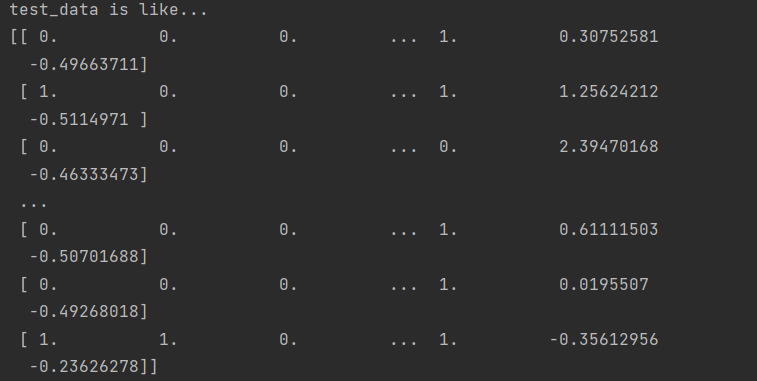 test_data is like...
[[ 0.          0.          0.         ...  1.          0.30752581
  -0.49663711]
 [ 1.          0.          0.         ...  1.          1.25624212
  -0.5114971 ]
 [ 0.          0.          0.         ...  0.          2.39470168
  -0.46333473]
 ...
 [ 0.          0.          0.         ...  1.          0.61111503
  -0.50701688]
 [ 0.          0.          0.         ...  1.          0.0195507
  -0.49268018]
 [ 1.          1.          0.         ...  1.         -0.35612956
  -0.23626278]]